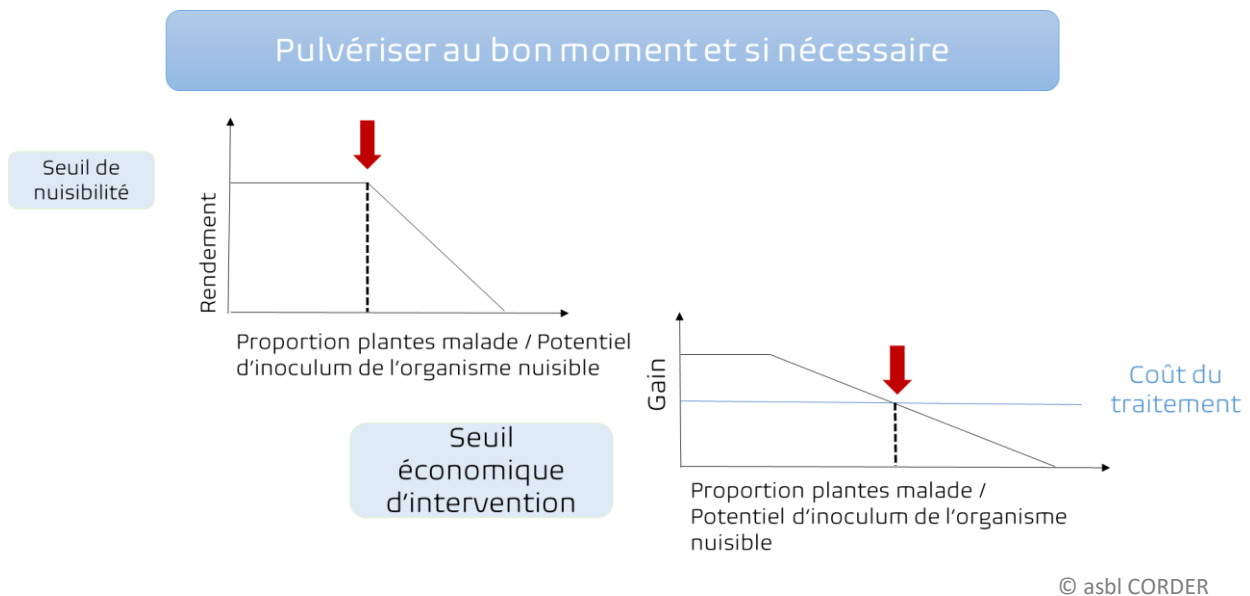 Pulvériser au bon moment et si nécessaire
Seuil de
nuisibilité
Rendement
Proportion plantes malade / Potentiel
d'inoculum de l'organisme nuisible
Seuil
économique
d'intervention
Gain
Coût du
traitement
Proportion plantes malade /
Potentiel d'inoculum de l'organisme
nuisible
© asbl CORDER